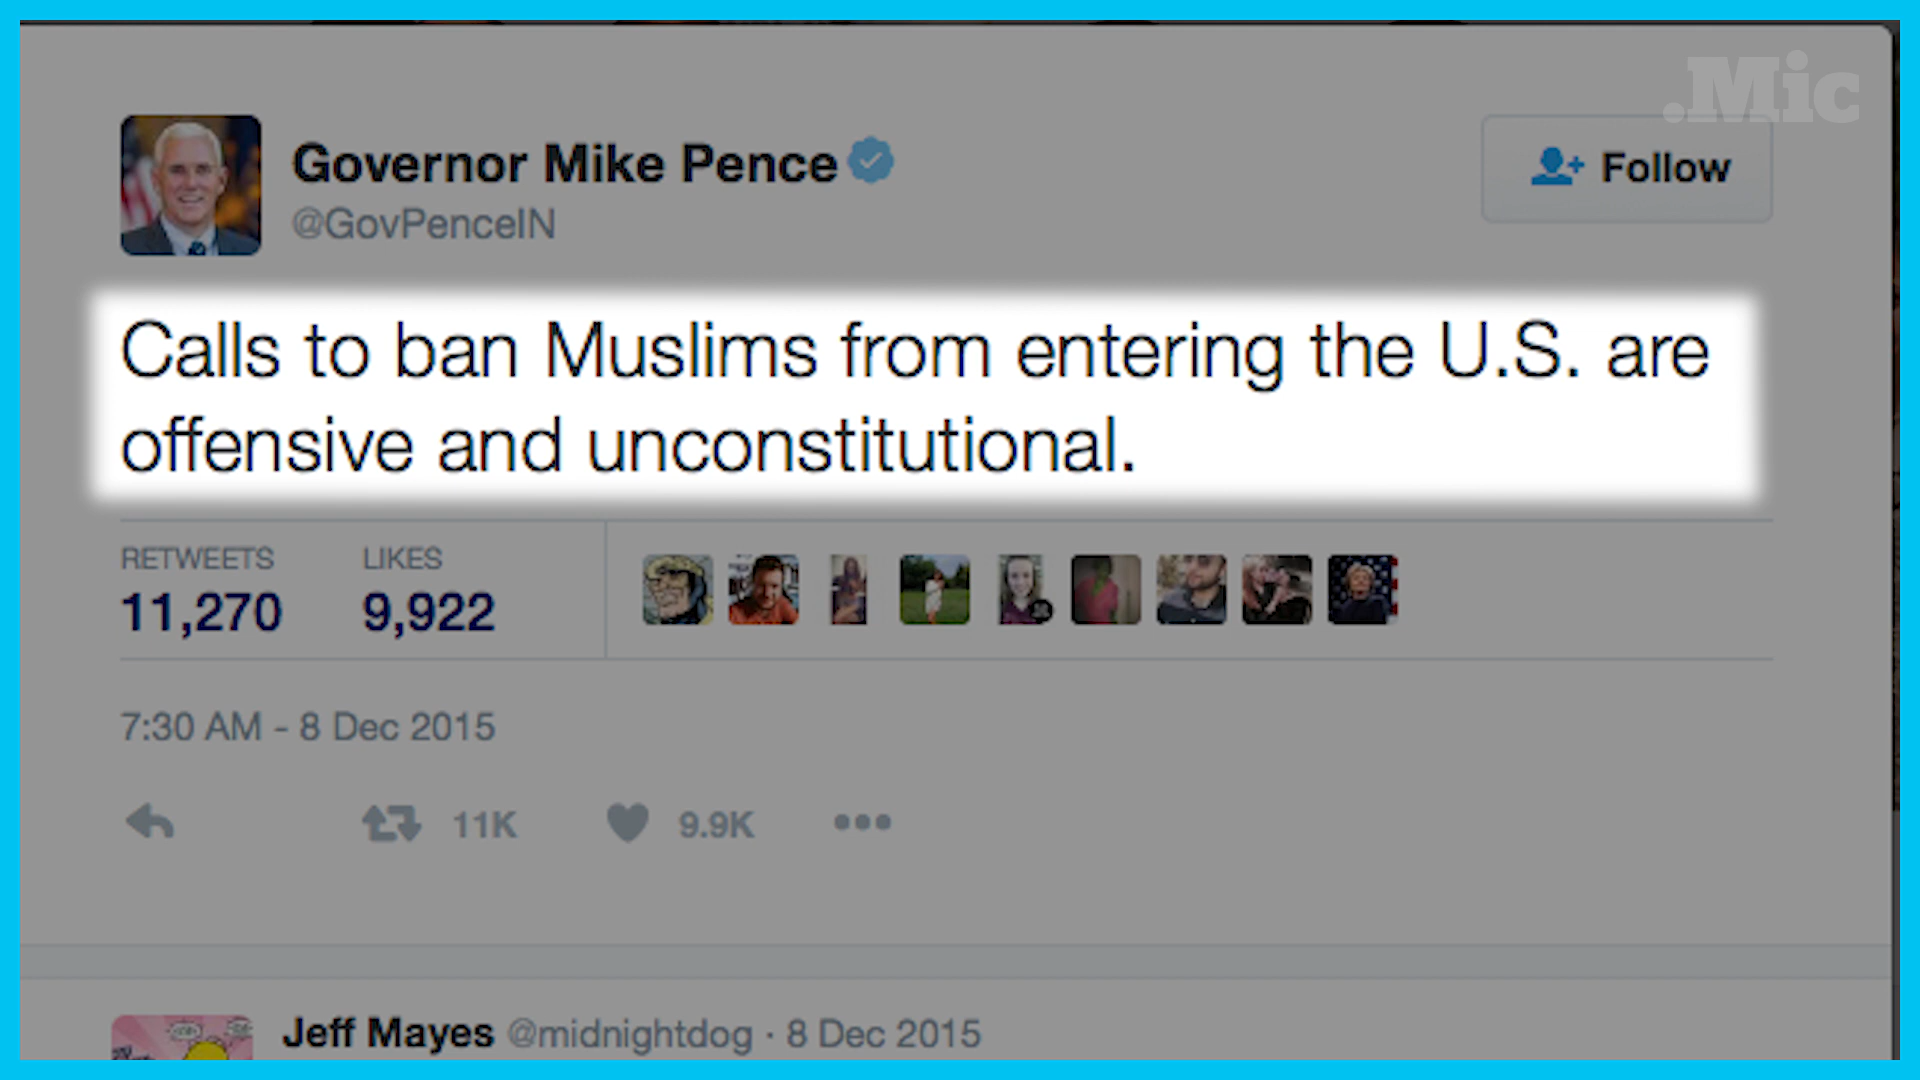 .Mic
Governor Mike Pence
@GovPenceIN
Follow
Calls to ban Muslims from entering the U.S. are
offensive and unconstitutional.
RETWEETS LIKES
11,270 9,922
7:30 AM - 8 Dec 2015
11K 9.9K
Jeff Mayes @midnightdog · 8 Dec 2015